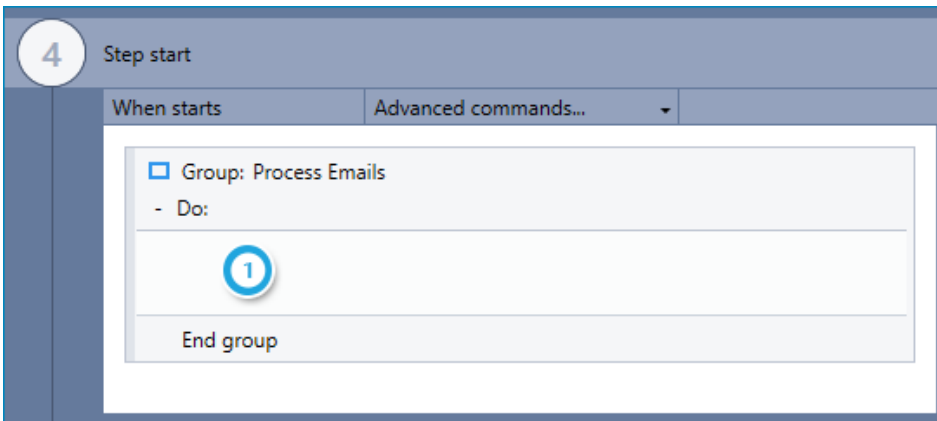 4 Step start
When starts Advanced commands...
Group: Process Emails
- Do:
1
End group